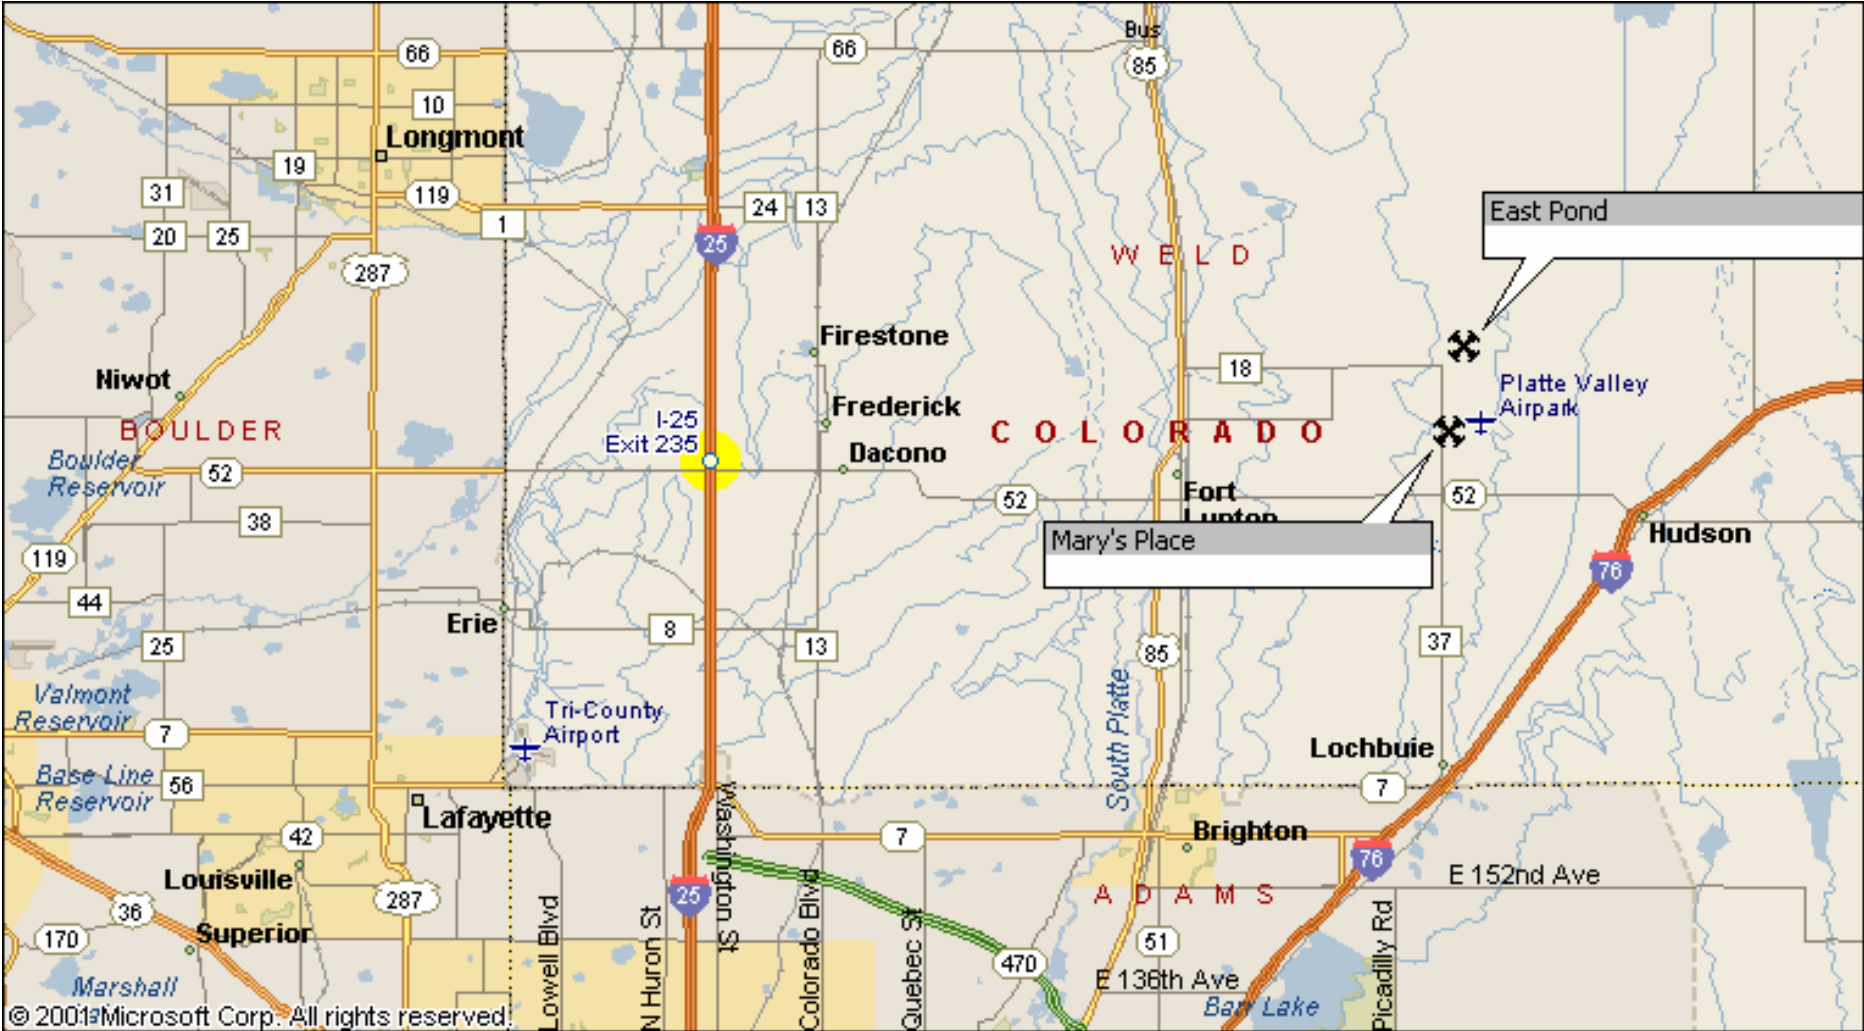 Bus
66
66
85
10
Longmont
19
31
119
24
13
1
20
25
25
East Pond
WELD
287
Firestone
18
Niwot
Platte Valley
Airpark
Frederick
I-25
Exit 235
BOULDER
COLORADO
Dacono
Boulder
Reservoir
52
52
52
Fort
Lupton
38
Hudson
Mary's Place
119
76
44
Erie
8
25
13
37
85
Valmont
Reservoir
Tri-County
Airport
South Platte
7
Lochbuie
Base Line
Reservoir
56
7
Lafayette
Washington St
42
7
Brighton
76
Louisville
E 152nd Ave
287
25
ADAMS
36
Superior
170
Lowell Blvd
N Huron St
Colorado Blvd
Quebec St
470
51
Picadilly Rd
E 136th Ave
Marshall
Barr Lake
© 2001 Microsoft Corp. All rights reserved.